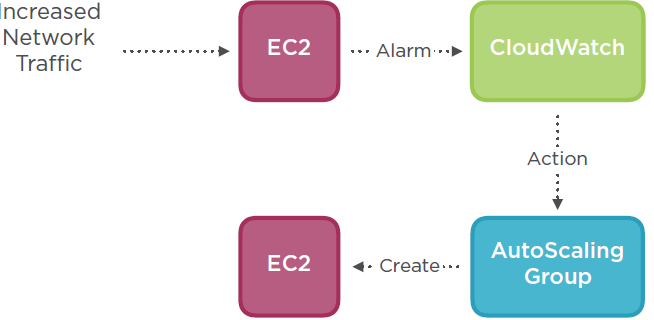 Increased
Network
Traffic
EC2
Alarm
CloudWatch
Action
EC2
Create
AutoScaling
Group